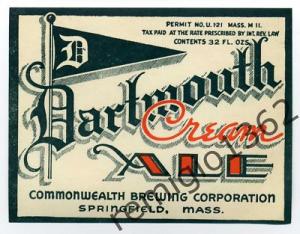 PERMIT NO. U. 121 MASS. M 11.
TAX PAID AT THE RATE PRESCRIBED BY INT. REV. LAW
CONTENTS 32 FL. OZS.
D
Dartmouth
Cream
ALE
COMMONWEALTH BREWING CORPORATION
SPRINGFIELD, MASS.
remiglor362